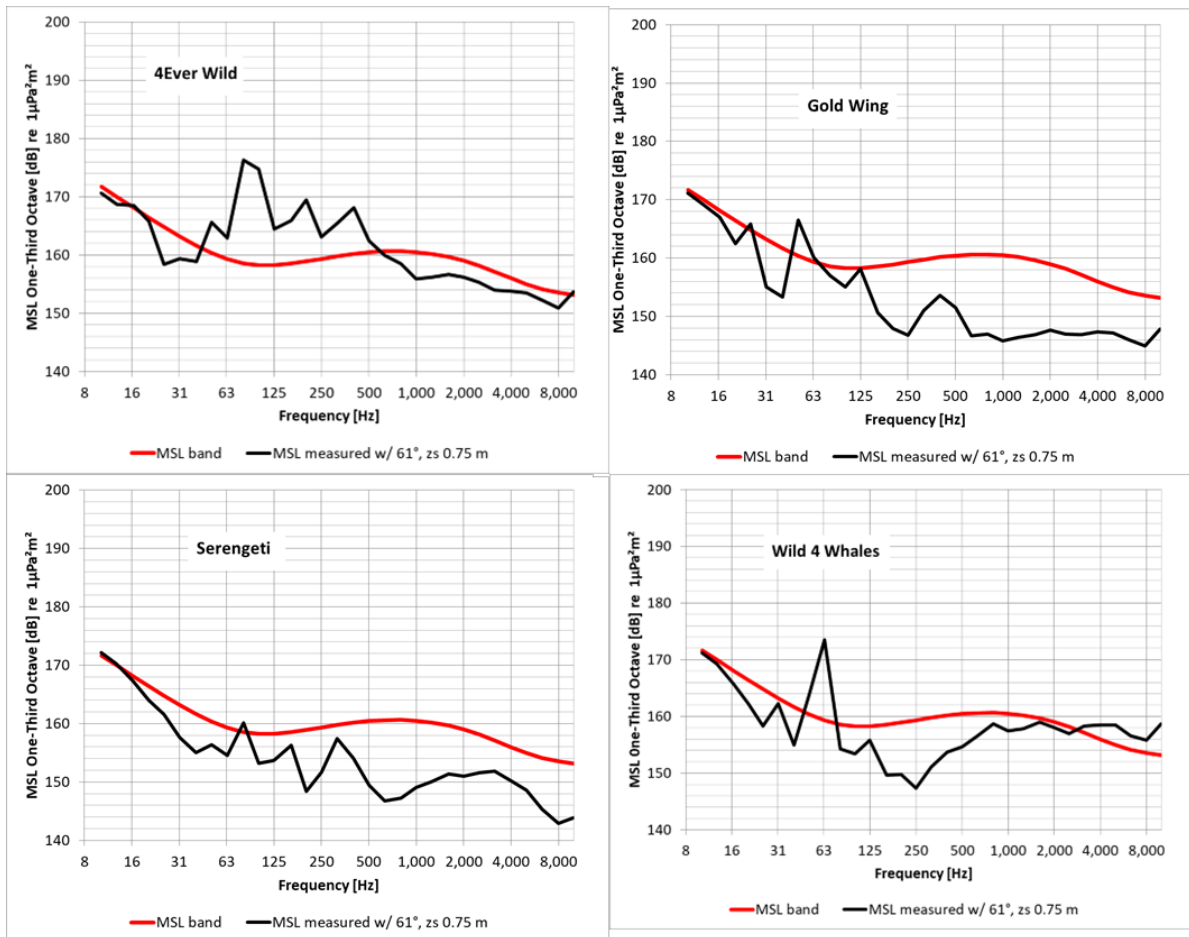 4Ever Wild
MSL One-Third Octave [dB] re 1µPa²m²
200
190
180
170
160
150
140
8 16 31 63 125 250 500 1,000 2,000 4,000 8,000
Frequency [Hz]
MSL band MSL measured w/ 61°, zs 0.75 m
Gold Wing
MSL One-Third Octave [dB] re 1µPa²m²
200
190
180
170
160
150
140
8 16 31 63 125 250 500 1,000 2,000 4,000 8,000
Frequency [Hz]
MSL band MSL measured w/ 61°, zs 0.75 m
Serengeti
MSL One-Third Octave [dB] re 1µPa²m²
200
190
180
170
160
150
140
8 16 31 63 125 250 500 1,000 2,000 4,000 8,000
Frequency [Hz]
MSL band MSL measured w/ 61°, zs 0.75 m
Wild 4 Whales
MSL One-Third Octave [dB] re 1µPa²m²
200
190
180
170
160
150
140
8 16 31 63 125 250 500 1,000 2,000 4,000 8,000
Frequency [Hz]
MSL band MSL measured w/ 61°, zs 0.75 m